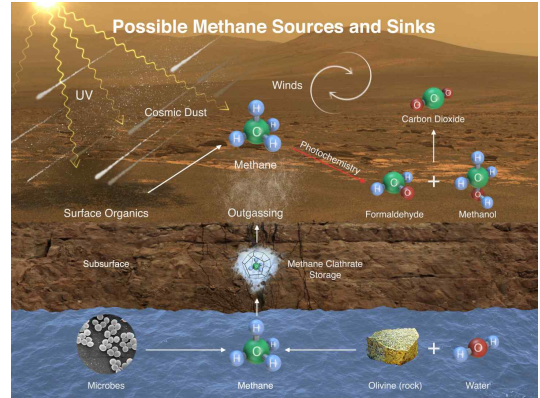 Possible Methane Sources and Sinks
UV
Cosmic Dust
Winds
H
H
C
H
H
Methane
O
C
O
Carbon Dioxide
Photochemistry
H
C
H
O
Formaldehyde
+
H
H
C
H
O
H
Methanol
Surface Organics
Outgassing
Subsurface
Methane Clathrate
Storage
H
H
C
H
H
Microbes
Methane
Olivine (rock)
+
H
O
H
Water